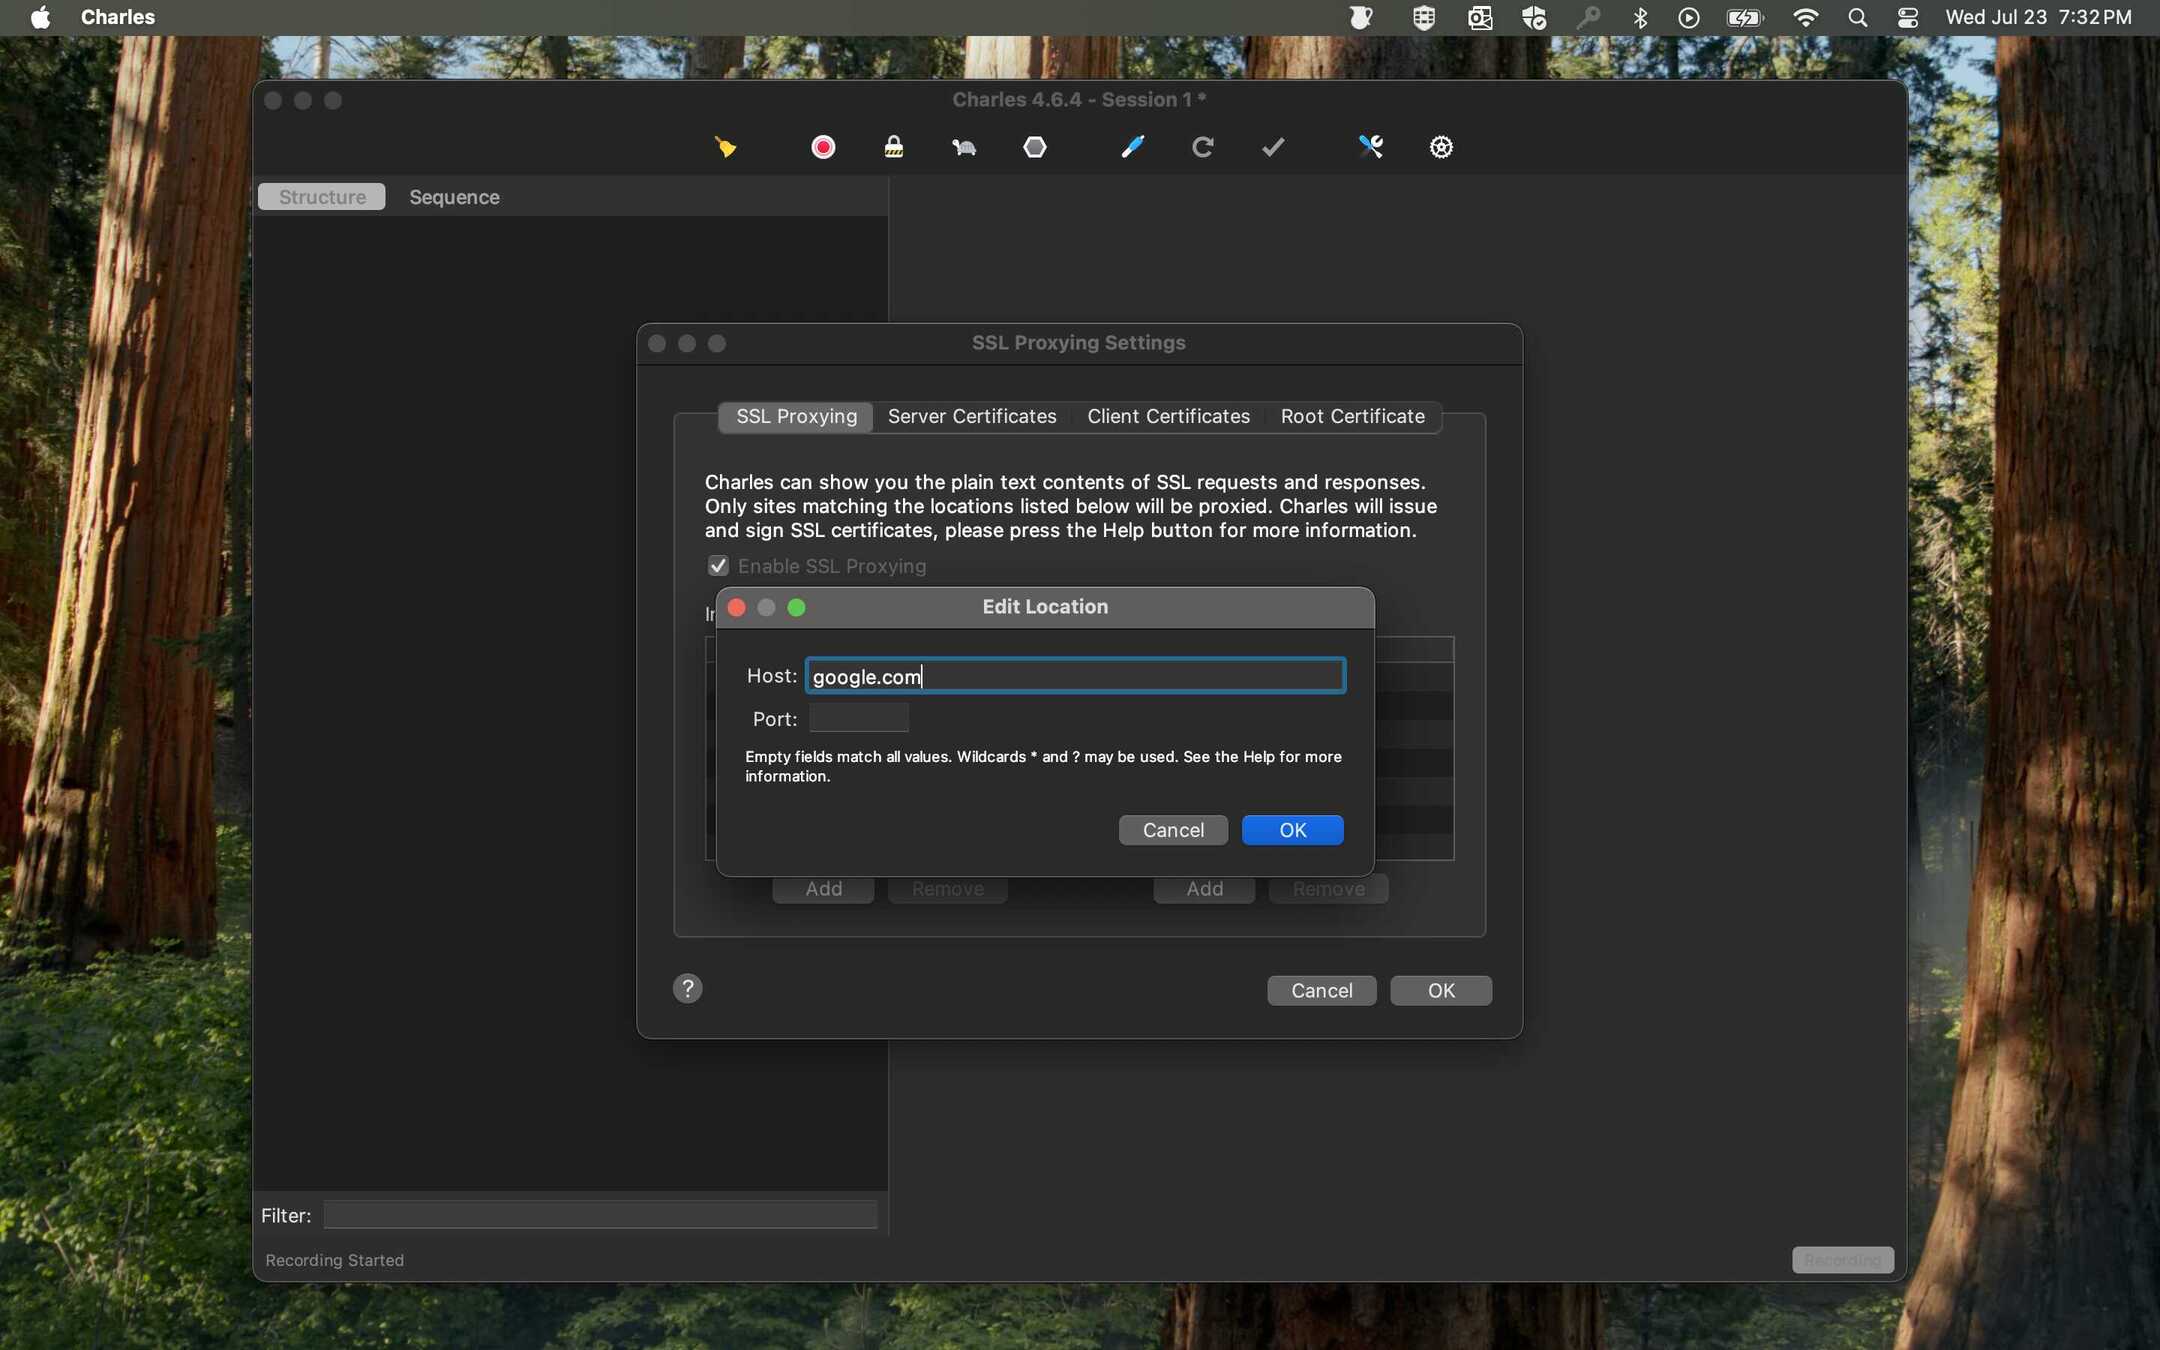 Charles
Wed Jul 23 7:32 PM
Charles 4.6.4 - Session 1 *
Structure
Sequence
SSL Proxying Settings
SSL Proxying
Server Certificates
Client Certificates
Root Certificate
Charles can show you the plain text contents of SSL requests and responses.
Only sites matching the locations listed below will be proxied. Charles will issue
and sign SSL certificates, please press the Help button for more information.
Enable SSL Proxying
Edit Location
Host: google.com
Port:
Empty fields match all values. Wildcards * and ? may be used. See the Help for more
information.
Cancel
OK
Add
Remove
Add
Remove
?
Cancel
OK
Filter:
Recording Started
Recording